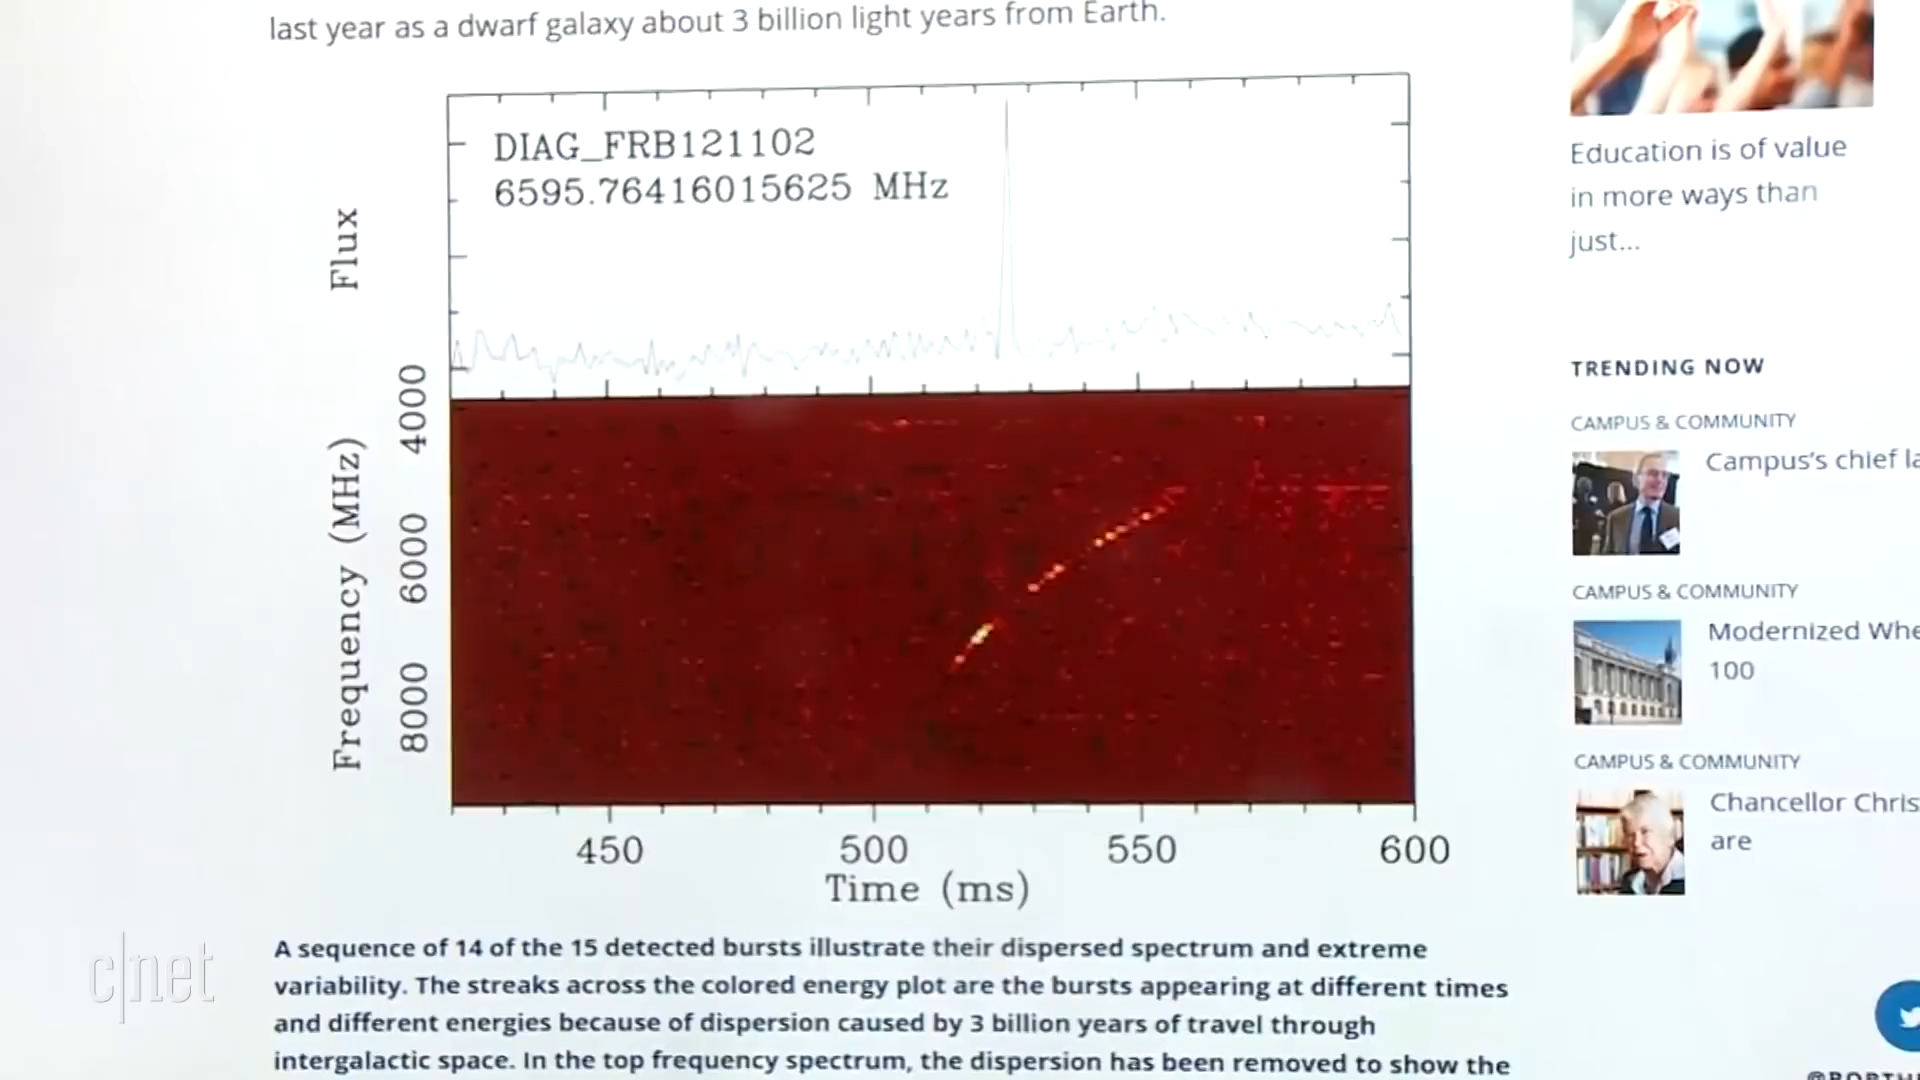 last year as a dwarf galaxy about 3 billion light years from Earth.
DIAG_FRB121102
6595.76416015625 MHz
Flux
Frequency (MHz)
4000
6000
8000
450 500 550 600
Time (ms)
A sequence of 14 of the 15 detected bursts illustrate their dispersed spectrum and extreme
variability. The streaks across the colored energy plot are the bursts appearing at different times
and different energies because of dispersion caused by 3 billion years of travel through
intergalactic space. In the top frequency spectrum, the dispersion has been removed to show the
Education is of value
in more ways than
just...
TRENDING NOW
CAMPUS & COMMUNITY
Campus's chief la
CAMPUS & COMMUNITY
Modernized Whe
100
CAMPUS & COMMUNITY
Chancellor Chris
are
c|net